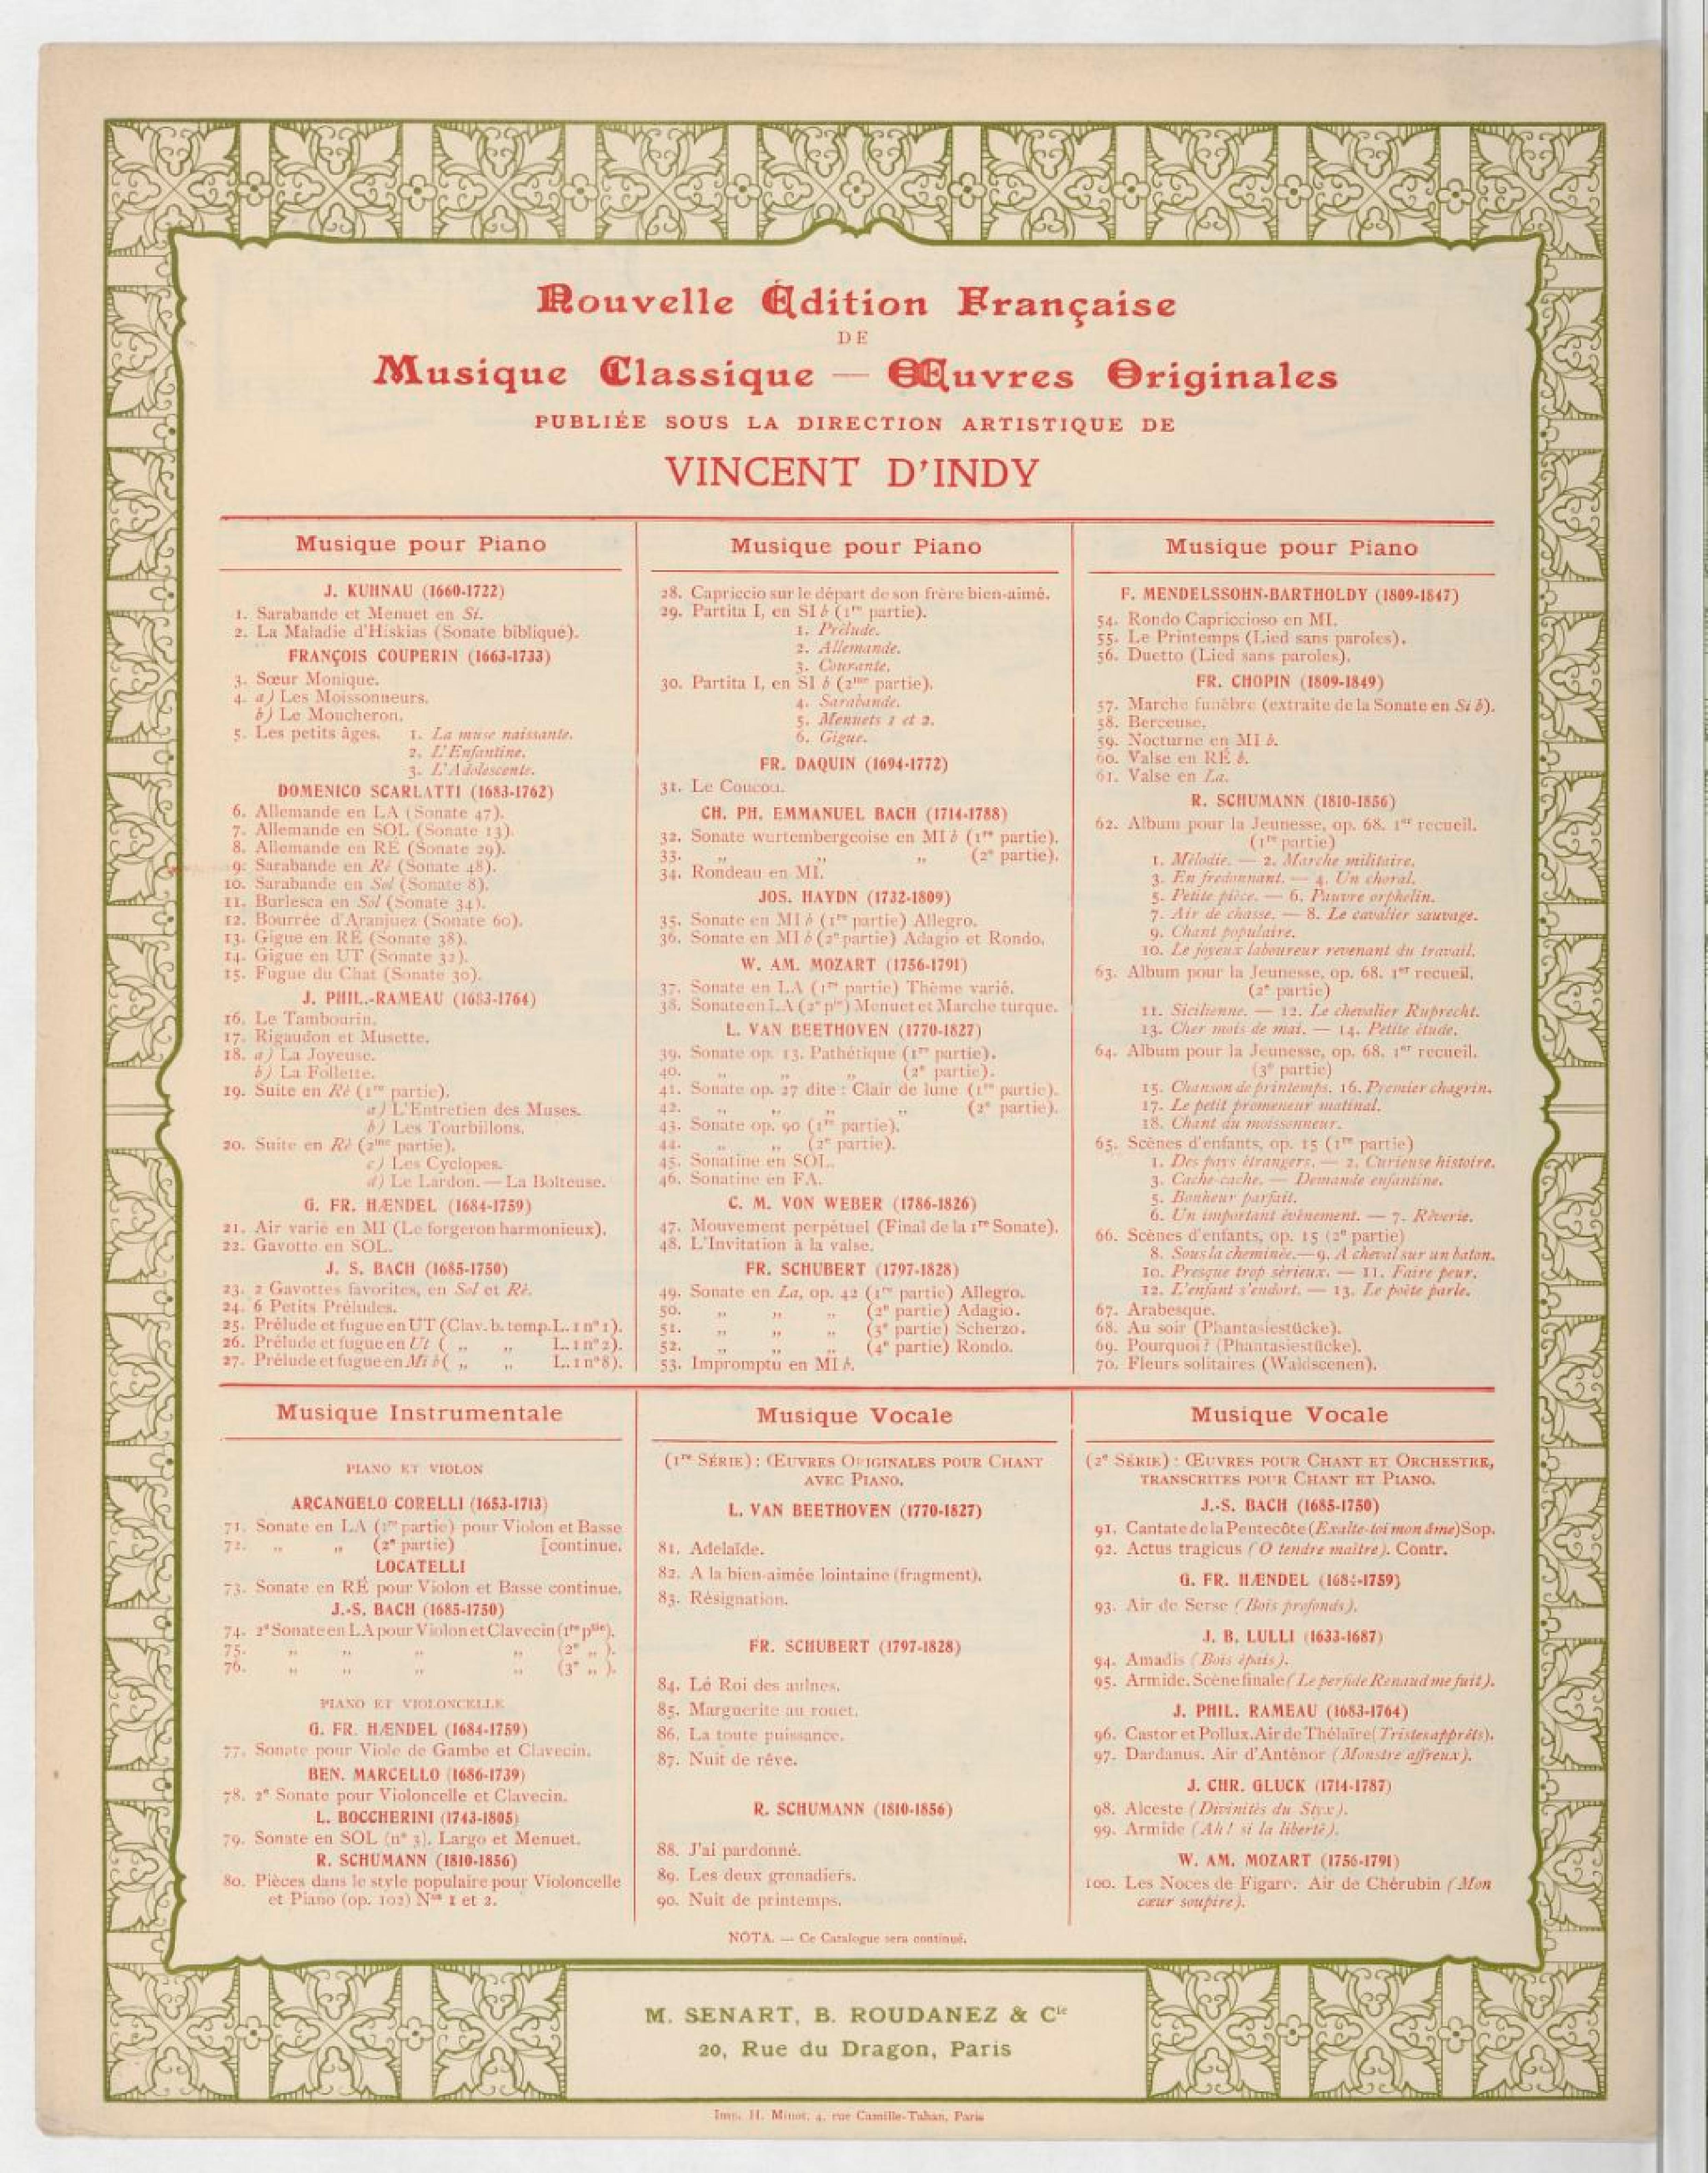 Nouvelle Édition Française
DE
Musique Classique — Œuvres Originales
PUBLIÉE SOUS LA DIRECTION ARTISTIQUE DE
VINCENT D'INDY
Musique pour Piano
J. KUHNAU (1660-1722)
1. Sarabande et Menuet en Si.
2. La Maladie d'Hiskias (Sonate biblique).
FRANÇOIS COUPERIN (1663-1733)
3. Sœur Monique.
4. a) Les Moissonneurs.
b) Le Moucheron.
5. Les petits âges. 1. La muse naissante.
2. L'Enfantine.
3. L'Adolescente.
DOMENICO SCARLATTI (1683-1762)
6. Allemande en LA (Sonate 47).
7. Allemande en SOL (Sonate 13).
8. Allemande en RÉ (Sonate 29).
9. Sarabande en Ré (Sonate 48).
10. Sarabande en Sol (Sonate 8).
11. Burlesca en Sol (Sonate 34).
12. Bourrée d'Aranjuez (Sonate 60).
13. Gigue en RÉ (Sonate 38).
14. Gigue en UT (Sonate 32).
15. Fugue du Chat (Sonate 30).
J. PHIL.-RAMEAU (1683-1764)
16. Le Tambourin.
17. Rigaudon et Musette.
18. a) La Joyeuse.
b) La Follette.
19. Suite en Ré (1re partie).
a) L'Entretien des Muses.
b) Les Tourbillons.
20. Suite en Ré (2me partie).
c) Les Cyclopes.
d) Le Lardon. — La Boiteuse.
G. FR. HÆNDEL (1684-1759)
21. Air varié en MI (Le forgeron harmonieux).
22. Gavotte en SOL.
J. S. BACH (1685-1750)
23. 2 Gavottes favorites, en Sol et Ré.
24. 6 Petits Préludes.
25. Prélude et fugue en UT (Clav. b. temp. L. 1 n° 1).
26. Prélude et fugue en Ut ( „ „ L. 1 n° 2).
27. Prélude et fugue en Mi b ( „ „ L. 1 n° 8).
Musique pour Piano
28. Capriccio sur le départ de son frère bien-aimé.
29. Partita I, en SI b (1re partie).
1. Prélude.
2. Allemande.
3. Courante.
30. Partita I, en SI b (2me partie).
4. Sarabande.
5. Menuets 1 et 2.
6. Gigue.
FR. DAQUIN (1694-1772)
31. Le Coucou.
CH. PH. EMMANUEL BACH (1714-1788)
32. Sonate wurtembergeoise en MI b (1re partie).
33. „ „ „ (2e partie).
34. Rondeau en MI.
JOS. HAYDN (1732-1809)
35. Sonate en MI b (1re partie) Allegro.
36. Sonate en MI b (2e partie) Adagio et Rondo.
W. AM. MOZART (1756-1791)
37. Sonate en LA (1re partie) Thème varié.
38. Sonate en LA (2e pie) Menuet et Marche turque.
L. VAN BEETHOVEN (1770-1827)
39. Sonate op. 13. Pathétique (1re partie).
40. „ „ „ (2e partie).
41. Sonate op. 27 dite : Clair de lune (1re partie).
42. „ „ „ „ (2e partie).
43. Sonate op. 90 (1re partie).
44. „ „ (2e partie).
45. Sonatine en SOL.
46. Sonatine en FA.
C. M. VON WEBER (1786-1826)
47. Mouvement perpétuel (Final de la 1re Sonate).
48. L'Invitation à la valse.
FR. SCHUBERT (1797-1828)
49. Sonate en La, op. 42 (1re partie) Allegro.
50. „ „ „ (2e partie) Adagio.
51. „ „ „ (3e partie) Scherzo.
52. „ „ „ (4e partie) Rondo.
53. Impromptu en MI b.
Musique pour Piano
F. MENDELSSOHN-BARTHOLDY (1809-1847)
54. Rondo Capriccioso en MI.
55. Le Printemps (Lied sans paroles).
56. Duetto (Lied sans paroles).
FR. CHOPIN (1809-1849)
57. Marche funèbre (extraite de la Sonate en Si b).
58. Berceuse.
59. Nocturne en MI b.
60. Valse en RÉ b.
61. Valse en La.
R. SCHUMANN (1810-1856)
62. Album pour la Jeunesse, op. 68. 1er recueil.
(1re partie)
1. Mélodie. — 2. Marche militaire.
3. En fredonnant. — 4. Un choral.
5. Petite pièce. — 6. Pauvre orphelin.
7. Air de chasse. — 8. Le cavalier sauvage.
9. Chant populaire.
10. Le joyeux laboureur revenant du travail.
63. Album pour la Jeunesse, op. 68. 1er recueil.
(2e partie)
11. Sicilienne. — 12. Le chevalier Ruprecht.
13. Cher mois de mai. — 14. Petite étude.
64. Album pour la Jeunesse, op. 68. 1er recueil.
(3e partie)
15. Chanson de printemps. 16. Premier chagrin.
17. Le petit promeneur matinal.
18. Chant du moissonneur.
65. Scènes d'enfants, op. 15 (1re partie)
1. Des pays étrangers. — 2. Curieuse histoire.
3. Cache-cache. — Demande enfantine.
5. Bonheur parfait.
6. Un important évènement. — 7. Rêverie.
66. Scènes d'enfants, op. 15 (2e partie)
8. Sous la cheminée. — 9. A cheval sur un baton.
10. Presque trop sérieux. — 11. Faire peur.
12. L'enfant s'endort. — 13. Le poète parle.
67. Arabesque.
68. Au soir (Phantasiestücke).
69. Pourquoi? (Phantasiestücke).
70. Fleurs solitaires (Waldscenen).
Musique Instrumentale
PIANO ET VIOLON
ARCANGELO CORELLI (1653-1713)
71. Sonate en LA (1re partie) pour Violon et Basse
72. „ „ (2e partie) [continue.
LOCATELLI
73. Sonate en RÉ pour Violon et Basse continue.
J.-S. BACH (1685-1750)
74. 2e Sonate en LA pour Violon et Clavecin (1re ptie).
75. „ „ „ „ (2e „ ).
76. „ „ „ „ (3e „ ).
PIANO ET VIOLONCELLE
G. FR. HÆNDEL (1684-1759)
77. Sonate pour Viole de Gambe et Clavecin.
BEN. MARCELLO (1686-1739)
78. 2e Sonate pour Violoncelle et Clavecin.
L. BOCCHERINI (1743-1805)
79. Sonate en SOL (n° 3). Largo et Menuet.
R. SCHUMANN (1810-1856)
80. Pièces dans le style populaire pour Violoncelle
et Piano (op. 102) Nos 1 et 2.
Musique Vocale
(1re SÉRIE) : ŒUVRES ORIGINALES POUR CHANT
AVEC PIANO.
L. VAN BEETHOVEN (1770-1827)
81. Adelaïde.
82. A la bien-aimée lointaine (fragment).
83. Résignation.
FR. SCHUBERT (1797-1828)
84. Le Roi des aulnes.
85. Marguerite au rouet.
86. La toute puissance.
87. Nuit de rêve.
R. SCHUMANN (1810-1856)
88. J'ai pardonné.
89. Les deux grenadiers.
90. Nuit de printemps.
Musique Vocale
(2e SÉRIE) : ŒUVRES POUR CHANT ET ORCHESTRE,
TRANSCRITES POUR CHANT ET PIANO.
J.-S. BACH (1685-1750)
91. Cantate de la Pentecôte (Exalte-toi mon âme) Sop.
92. Actus tragicus (O tendre maître). Contr.
G. FR. HÆNDEL (1684-1759)
93. Air de Serse (Bois profonds).
J. B. LULLI (1633-1687)
94. Amadis (Bois épais).
95. Armide. Scène finale (Le perfide Renaud me fuit).
J. PHIL. RAMEAU (1683-1764)
96. Castor et Pollux. Air de Thélaïre (Tristes apprêts).
97. Dardanus. Air d'Anténor (Monstre affreux).
J. CHR. GLUCK (1714-1787)
98. Alceste (Divinités du Styx).
99. Armide (Ah! si la liberté).
W. AM. MOZART (1756-1791)
100. Les Noces de Figaro. Air de Chérubin (Mon
cœur soupire).
NOTA. — Ce Catalogue sera continué.
M. SENART, B. ROUDANEZ & Cie
20, Rue du Dragon, Paris
Imp. H. Minot, 4, rue Camille-Tahan, Paris